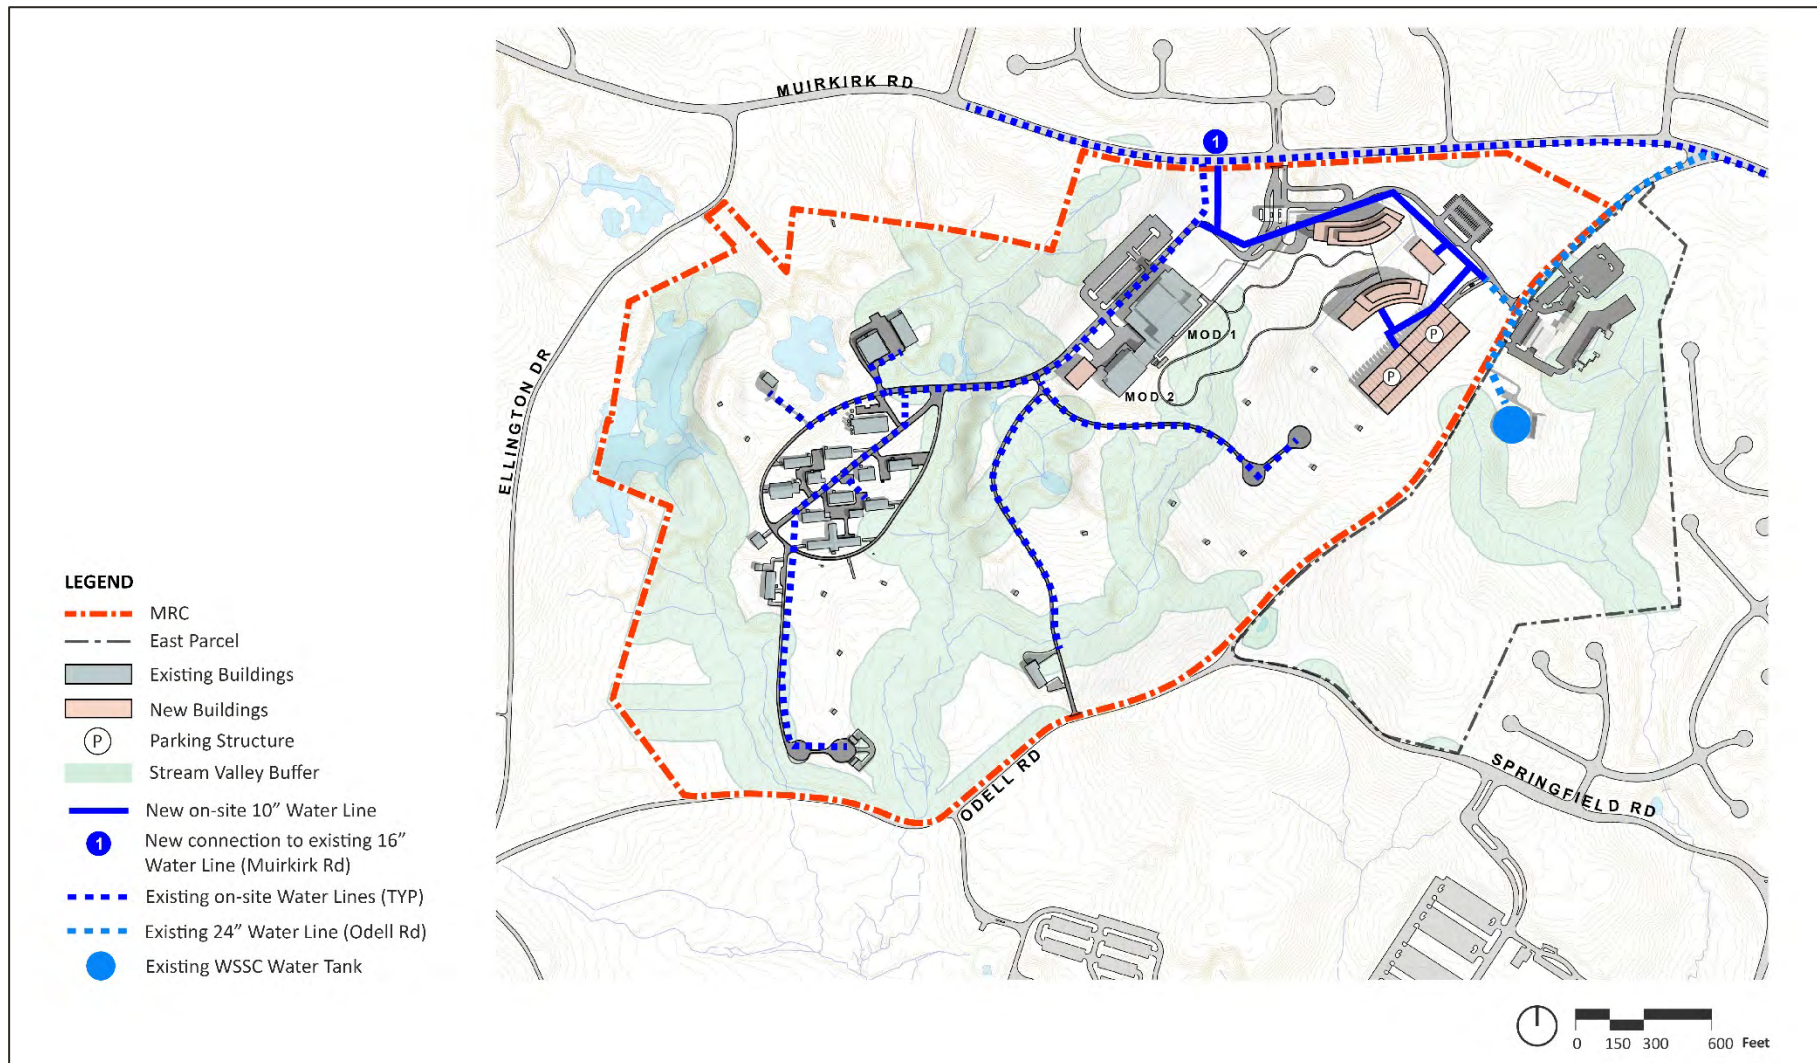 MUIRKIRK RD
1
MOD 1
MOD 2
P
P
ELLINGTON DR
ODELL RD
SPRINGFIELD RD
LEGEND
MRC
East Parcel
Existing Buildings
New Buildings
P
Parking Structure
Stream Valley Buffer
New on-site 10” Water Line
1
New connection to existing 16”
Water Line (Muirkirk Rd)
Existing on-site Water Lines (TYP)
Existing 24” Water Line (Odell Rd)
Existing WSSC Water Tank
0 150 300 600 Feet